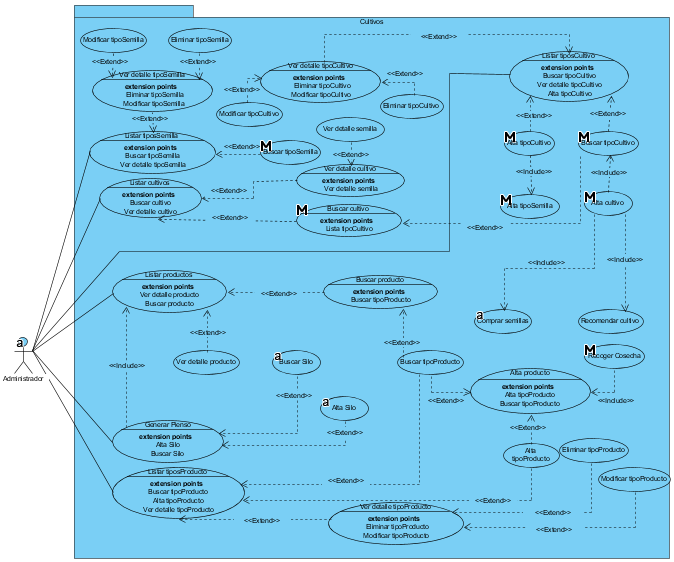 Cultivos
Modificar tipoSemilla
Eliminar tipoSemilla
<<Extend>>
<<Extend>>
<<Extend>>
Ver detalle tipoSemilla
extension points
Eliminar tipoSemilla
Modificar tipoSemilla
Ver detalle tipoCultivo
extension points
Eliminar tipoCultivo
Modificar tipoCultivo
<<Extend>>
<<Extend>>
Modificar tipoCultivo
Eliminar tipoCultivo
Listar tiposCultivo
extension points
Buscar tipoCultivo
Ver detalle tipoCultivo
Alta tipoCultivo
<<Extend>>
<<Extend>>
<<Extend>>
Listar tiposSemilla
extension points
Buscar tipoSemilla
Ver detalle tipoSemilla
<<Extend>>
M
Buscar tipoSemilla
Ver detalle semilla
<<Extend>>
M
Alta tipoCultivo
M
Buscar tipoCultivo
Ver detalle cultivo
extension points
Ver detalle semilla
<<Extend>>
<<Include>>
<<Include>>
Listar cultivos
extension points
Buscar cultivo
Ver detalle cultivo
<<Extend>>
M
Buscar cultivo
extension points
Lista tipoCultivo
<<Extend>>
M
Alta tipoSemilla
M
Alta cultivo
<<Include>>
<<Include>>
Listar productos
extension points
Ver detalle producto
Buscar producto
<<Extend>>
Buscar producto
extension points
Buscar tipoProducto
a
Comprar semillas
Recomendar cultivo
<<Extend>>
<<Extend>>
a
Administrador
<<Include>>
Ver detalle producto
a
Buscar Silo
Buscar tipoProducto
M
Recoger Cosecha
<<Extend>>
<<Extend>>
Alta producto
extension points
Alta tipoProducto
Buscar tipoProducto
<<Include>>
a
Alta Silo
<<Extend>>
<<Extend>>
Generar Pienso
extension points
Alta Silo
Buscar Silo
Alta
tipoProducto
Eliminar tipoProducto
Modificar tipoProducto
Listar tiposProducto
extension points
Buscar tipoProducto
Alta tipoProducto
Ver detalle tipoProducto
<<Extend>>
<<Extend>>
Ver detalle tipoProducto
extension points
Eliminar tipoProducto
Modificar tipoProducto
<<Extend>>
<<Extend>>
<<Extend>>